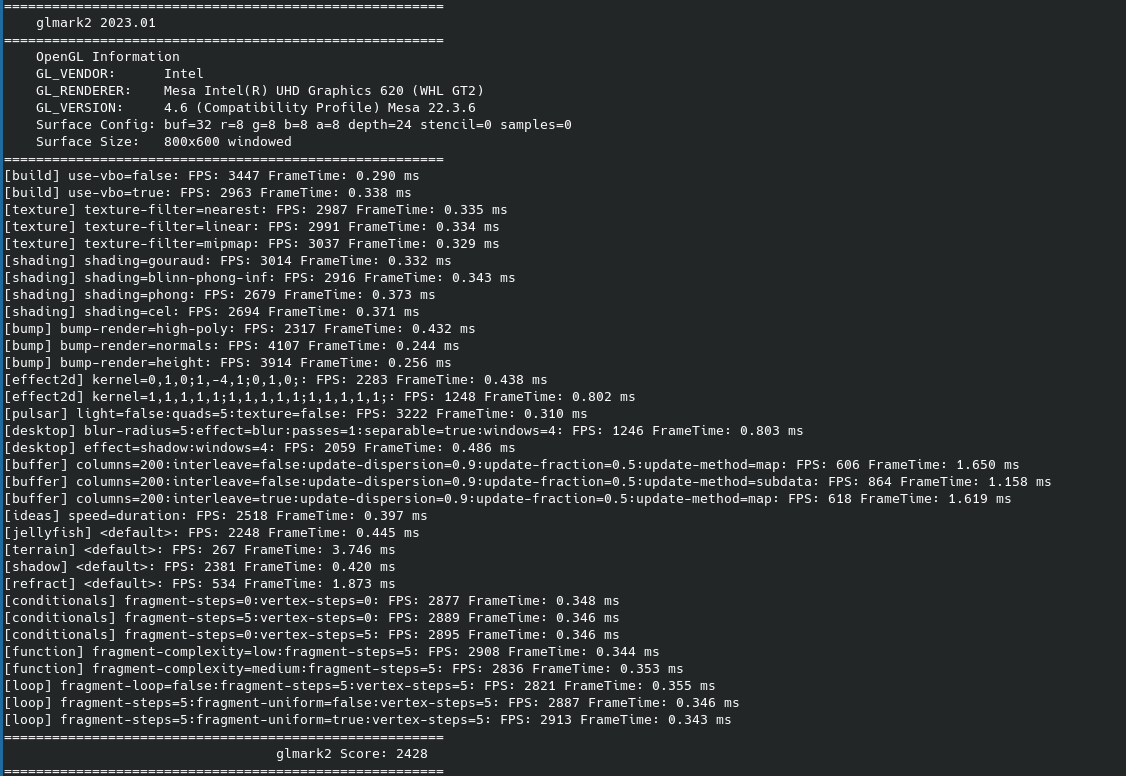 =======================================================
    glmark2 2023.01
=======================================================
    OpenGL Information
    GL_VENDOR:      Intel
    GL_RENDERER:    Mesa Intel(R) UHD Graphics 620 (WHL GT2)
    GL_VERSION:     4.6 (Compatibility Profile) Mesa 22.3.6
    Surface Config: buf=32 r=8 g=8 b=8 a=8 depth=24 stencil=0 samples=0
    Surface Size:   800x600 windowed
=======================================================
[build] use-vbo=false: FPS: 3447 FrameTime: 0.290 ms
[build] use-vbo=true: FPS: 2963 FrameTime: 0.338 ms
[texture] texture-filter=nearest: FPS: 2987 FrameTime: 0.335 ms
[texture] texture-filter=linear: FPS: 2991 FrameTime: 0.334 ms
[texture] texture-filter=mipmap: FPS: 3037 FrameTime: 0.329 ms
[shading] shading=gouraud: FPS: 3014 FrameTime: 0.332 ms
[shading] shading=blinn-phong-inf: FPS: 2916 FrameTime: 0.343 ms
[shading] shading=phong: FPS: 2679 FrameTime: 0.373 ms
[shading] shading=cel: FPS: 2694 FrameTime: 0.371 ms
[bump] bump-render=high-poly: FPS: 2317 FrameTime: 0.432 ms
[bump] bump-render=normals: FPS: 4107 FrameTime: 0.244 ms
[bump] bump-render=height: FPS: 3914 FrameTime: 0.256 ms
[effect2d] kernel=0,1,0;1,-4,1;0,1,0;: FPS: 2283 FrameTime: 0.438 ms
[effect2d] kernel=1,1,1,1,1;1,1,1,1,1;1,1,1,1,1;: FPS: 1248 FrameTime: 0.802 ms
[pulsar] light=false:quads=5:texture=false: FPS: 3222 FrameTime: 0.310 ms
[desktop] blur-radius=5:effect=blur:passes=1:separable=true:windows=4: FPS: 1246 FrameTime: 0.803 ms
[desktop] effect=shadow:windows=4: FPS: 2059 FrameTime: 0.486 ms
[buffer] columns=200:interleave=false:update-dispersion=0.9:update-fraction=0.5:update-method=map: FPS: 606 FrameTime: 1.650 ms
[buffer] columns=200:interleave=false:update-dispersion=0.9:update-fraction=0.5:update-method=subdata: FPS: 864 FrameTime: 1.158 ms
[buffer] columns=200:interleave=true:update-dispersion=0.9:update-fraction=0.5:update-method=map: FPS: 618 FrameTime: 1.619 ms
[ideas] speed=duration: FPS: 2518 FrameTime: 0.397 ms
[jellyfish] <default>: FPS: 2248 FrameTime: 0.445 ms
[terrain] <default>: FPS: 267 FrameTime: 3.746 ms
[shadow] <default>: FPS: 2381 FrameTime: 0.420 ms
[refract] <default>: FPS: 534 FrameTime: 1.873 ms
[conditionals] fragment-steps=0:vertex-steps=0: FPS: 2877 FrameTime: 0.348 ms
[conditionals] fragment-steps=5:vertex-steps=0: FPS: 2889 FrameTime: 0.346 ms
[conditionals] fragment-steps=0:vertex-steps=5: FPS: 2895 FrameTime: 0.346 ms
[function] fragment-complexity=low:fragment-steps=5: FPS: 2908 FrameTime: 0.344 ms
[function] fragment-complexity=medium:fragment-steps=5: FPS: 2836 FrameTime: 0.353 ms
[loop] fragment-loop=false:fragment-steps=5:vertex-steps=5: FPS: 2821 FrameTime: 0.355 ms
[loop] fragment-steps=5:fragment-uniform=false:vertex-steps=5: FPS: 2887 FrameTime: 0.346 ms
[loop] fragment-steps=5:fragment-uniform=true:vertex-steps=5: FPS: 2913 FrameTime: 0.343 ms
=======================================================
                                  glmark2 Score: 2428
=======================================================